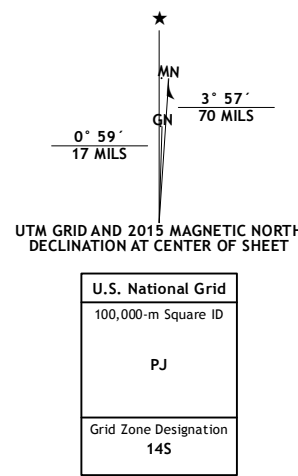 MN
3° 57´
GN
70 MILS
0° 59´
17 MILS
UTM GRID AND 2015 MAGNETIC NORTH
DECLINATION AT CENTER OF SHEET
U.S. National Grid
100,000-m Square ID
PJ
Grid Zone Designation
14S